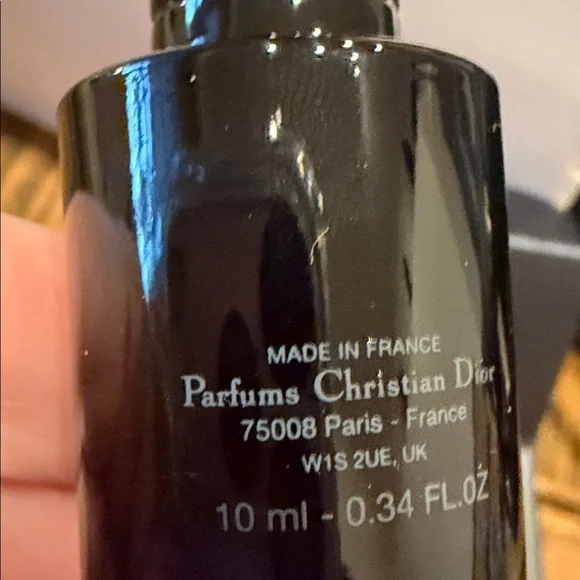 MADE IN FRANCE
Parfums Christian Dior
75008 Paris - France
W1S 2UE, UK
10 ml - 0.34 FL.OZ